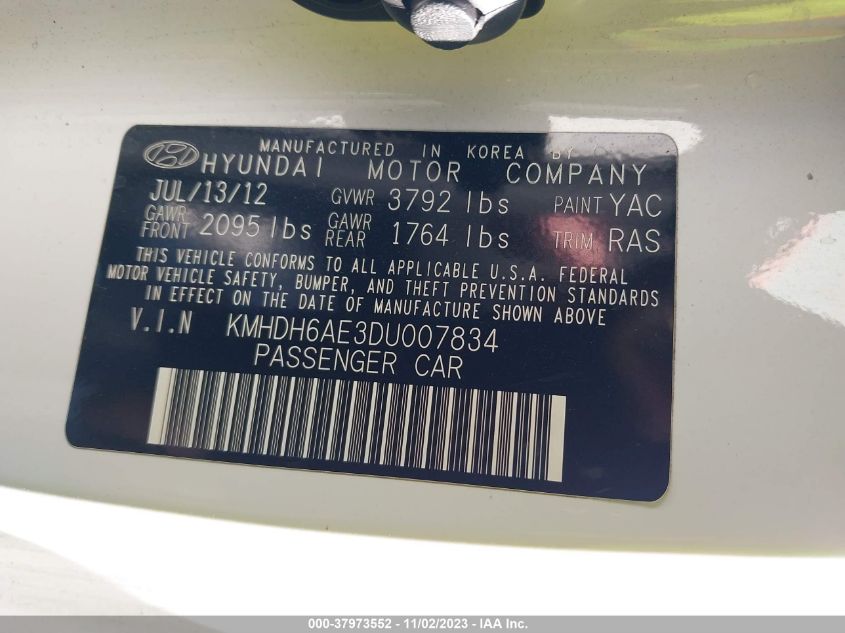 MANUFACTURED IN KOREA BY
HYUNDAI MOTOR COMPANY
JUL/13/12 GVWR 3792 lbs PAINT YAC
GAWR FRONT 2095 lbs GAWR REAR 1764 lbs TRIM RAS
THIS VEHICLE CONFORMS TO ALL APPLICABLE U.S.A. FEDERAL
MOTOR VEHICLE SAFETY, BUMPER, AND THEFT PREVENTION STANDARDS
IN EFFECT ON THE DATE OF MANUFACTURE SHOWN ABOVE
V.I.N KMHDH6AE3DU007834
PASSENGER CAR
000-37973552 - 11/02/2023 - IAA Inc.